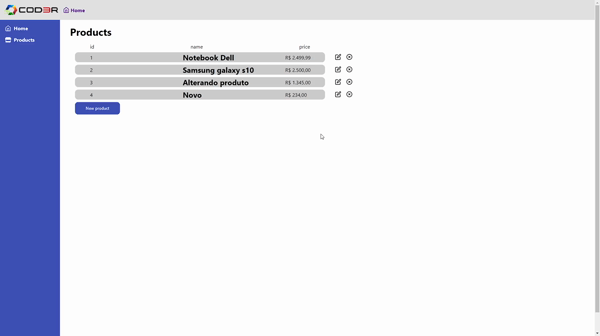 COD3R Home
Home
Products
Products
id name price
1 Notebook Dell R$ 2.499,99
2 Samsung galaxy s10 R$ 2.500,00
3 Alterando produto R$ 1.345,00
4 Novo R$ 234,00
New product